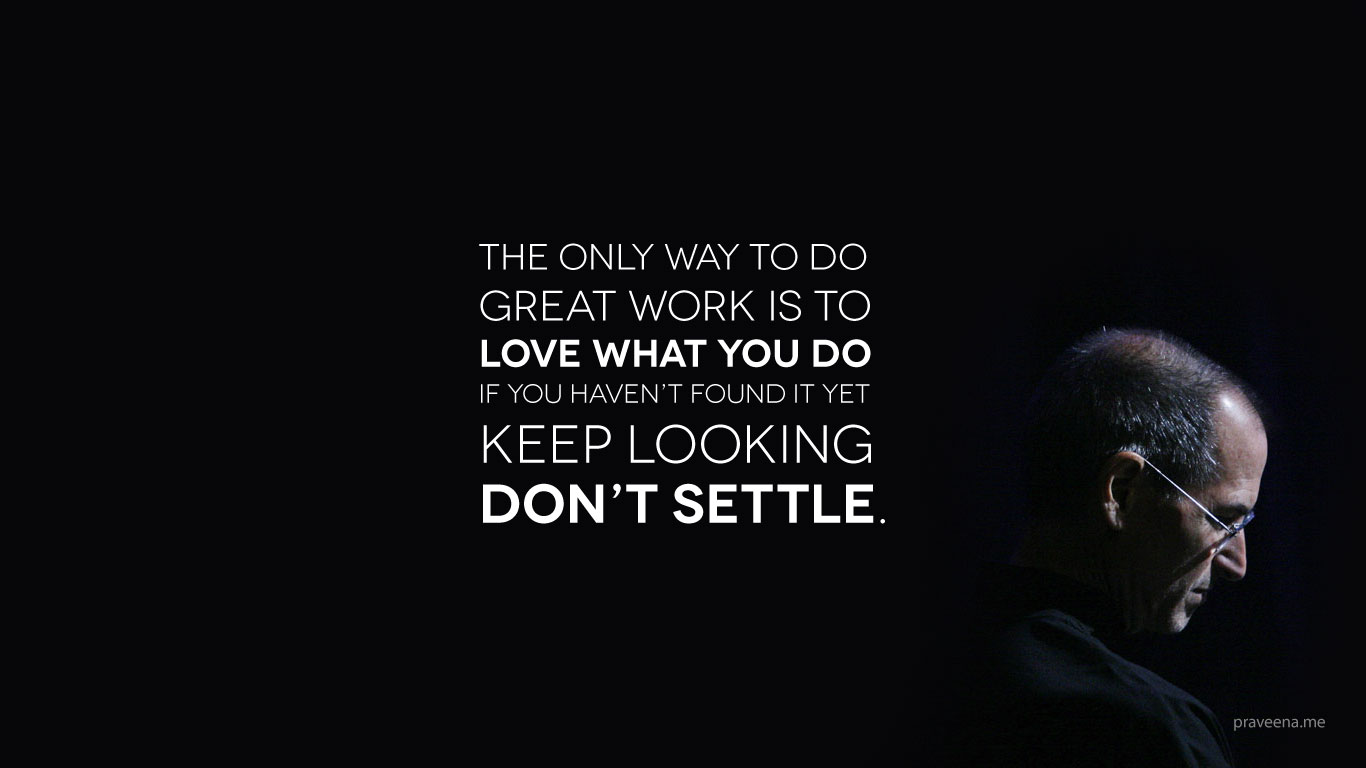 THE ONLY WAY TO DO
GREAT WORK IS TO
LOVE WHAT YOU DO
IF YOU HAVEN'T FOUND IT YET
KEEP LOOKING
DON'T SETTLE.
praveena.me